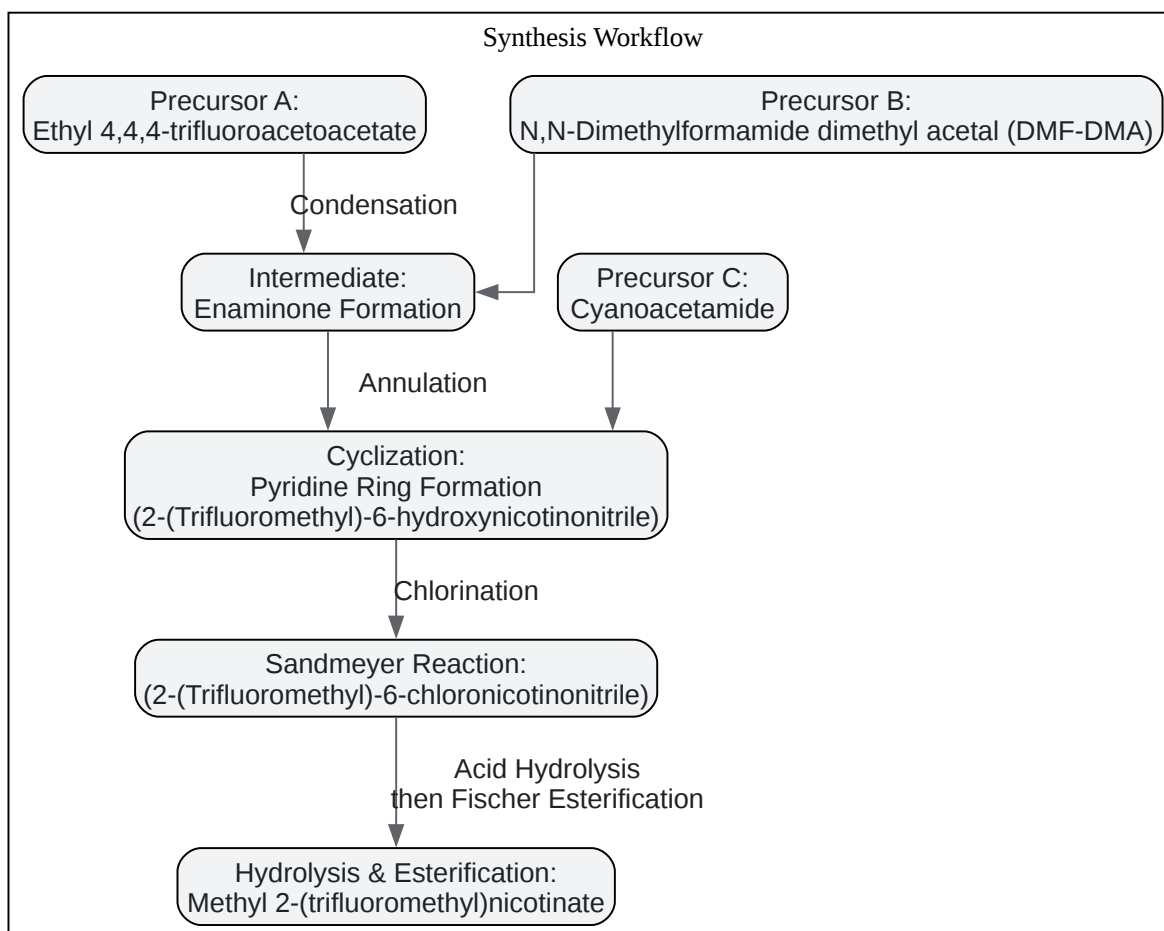 Synthesis Workflow
Precursor A:
Ethyl 4,4,4-trifluoroacetoacetate
Precursor B:
N,N-Dimethylformamide dimethyl acetal (DMF-DMA)
Condensation
Intermediate:
Enaminone Formation
Precursor C:
Cyanoacetamide
Annulation
Cyclization:
Pyridine Ring Formation
(2-(Trifluoromethyl)-6-hydroxynicotinonitrile)
Chlorination
Sandmeyer Reaction:
(2-(Trifluoromethyl)-6-chloronicotinonitrile)
Acid Hydrolysis
then Fischer Esterification
Hydrolysis & Esterification:
Methyl 2-(trifluoromethyl)nicotinate